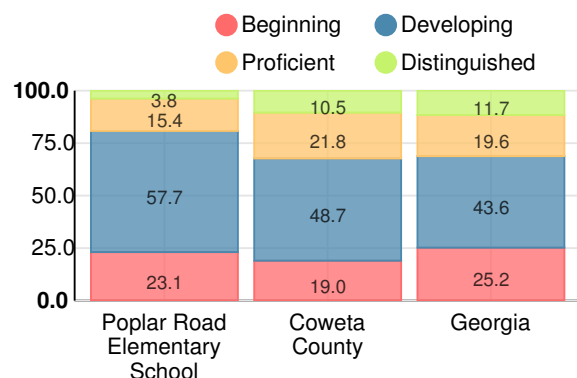 Beginning
Developing
Proficient
Distinguished
100.0
75.0
50.0
25.0
0.0
3.8
15.4
57.7
23.1
10.5
21.8
48.7
19.0
11.7
19.6
43.6
25.2
Poplar Road
Elementary
School
Coweta
County
Georgia